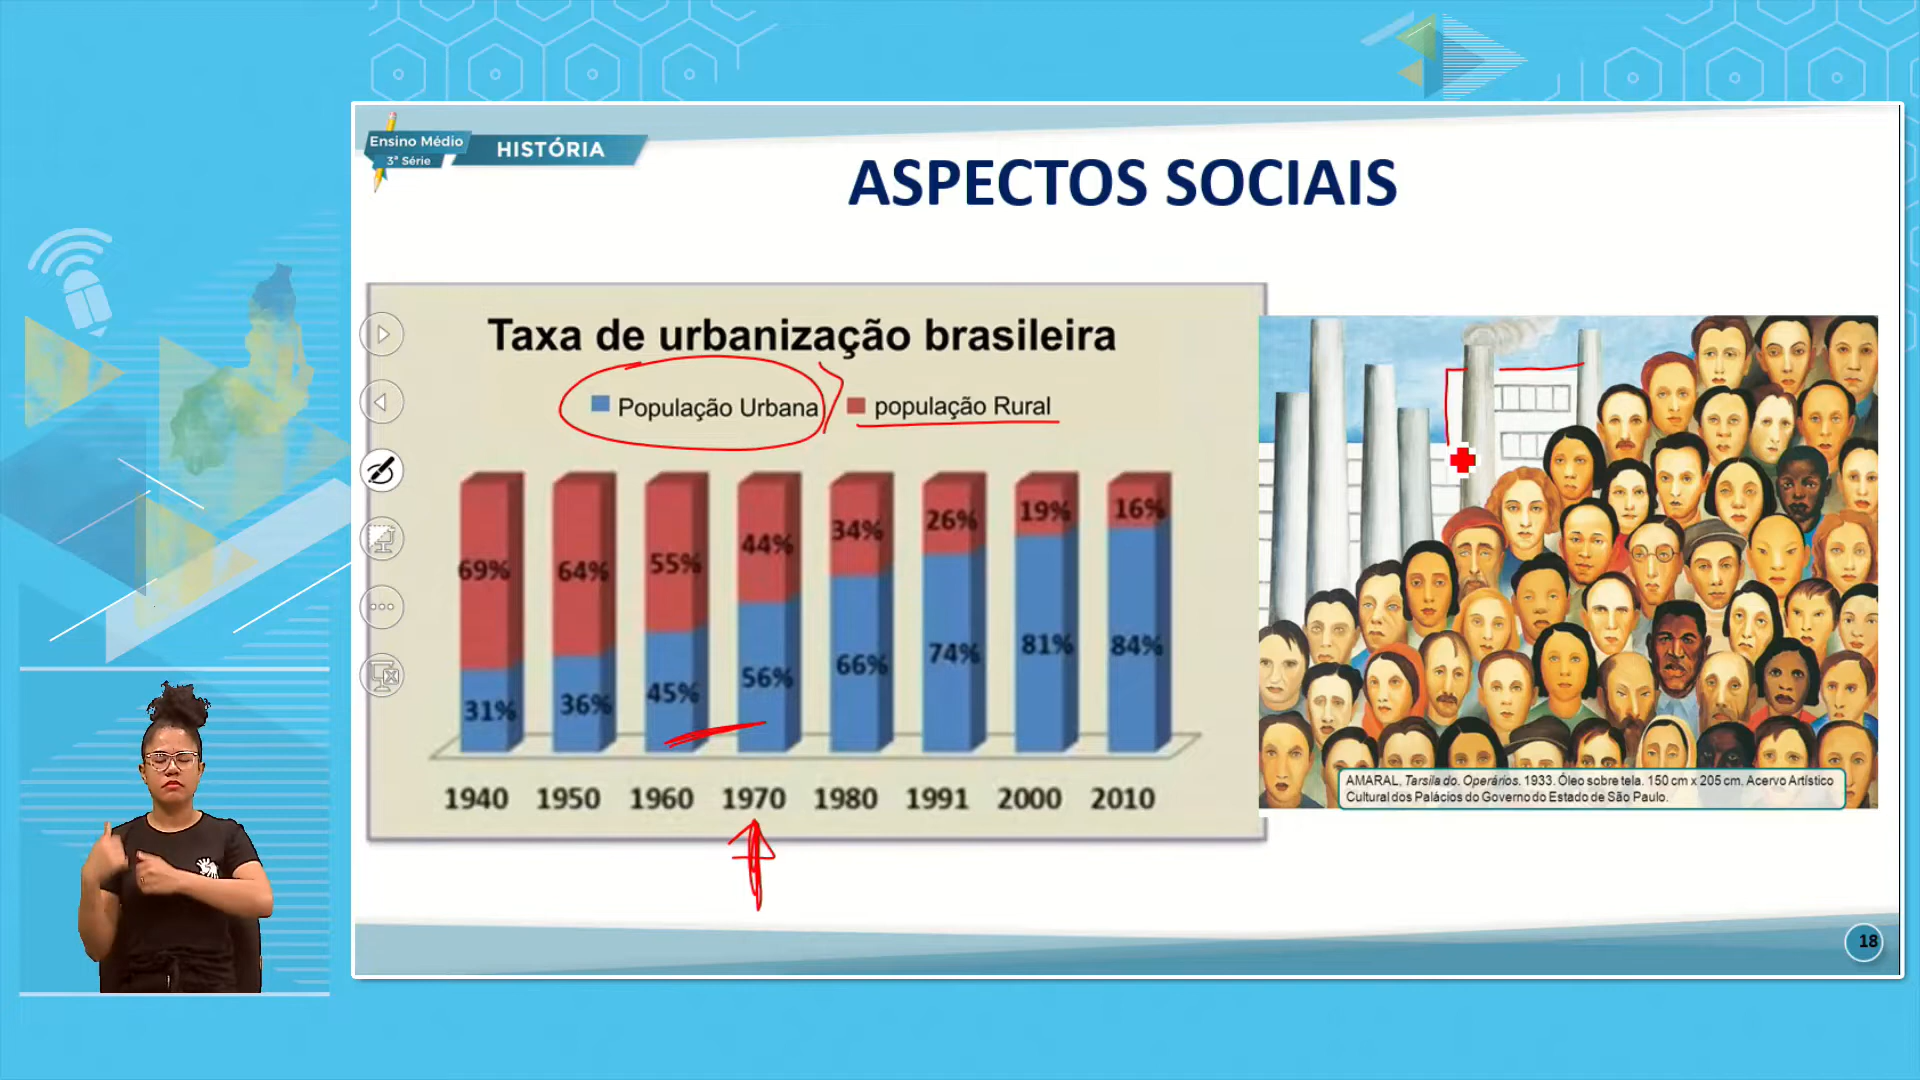 Ensino Médio
3ª Série
HISTÓRIA
ASPECTOS SOCIAIS
Taxa de urbanização brasileira
População Urbana
população Rural
69% 64% 55% 44% 34% 26% 19% 16%
31% 36% 45% 56% 66% 74% 81% 84%
1940 1950 1960 1970 1980 1991 2000 2010
AMARAL, Tarsila do. Operários. 1933. Óleo sobre tela. 150 cm x 205 cm. Acervo Artístico
Cultural dos Palácios do Governo do Estado de São Paulo.
18